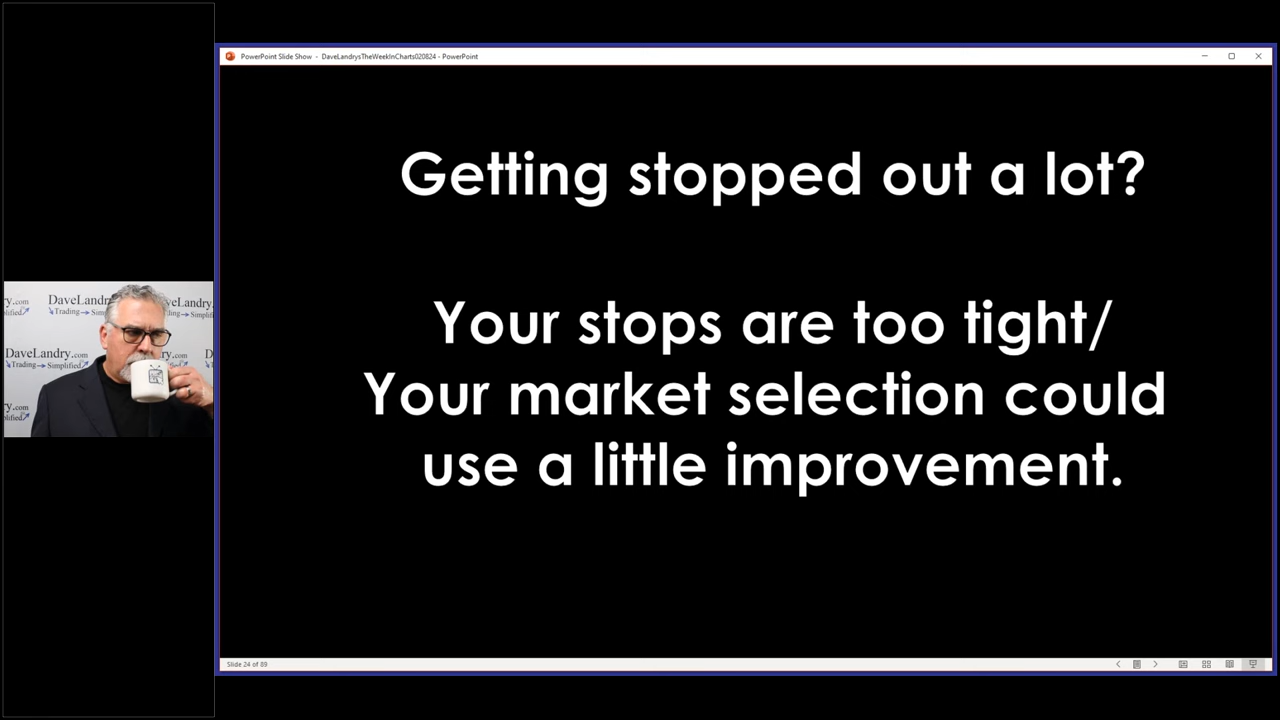 PowerPoint Slide Show - DaveLandrysTheWeekInCharts020824 - PowerPoint
Getting stopped out a lot?
Your stops are too tight/
Your market selection could
use a little improvement.
DaveLandry.com
Trading
Simplified
Slide 24 of 89